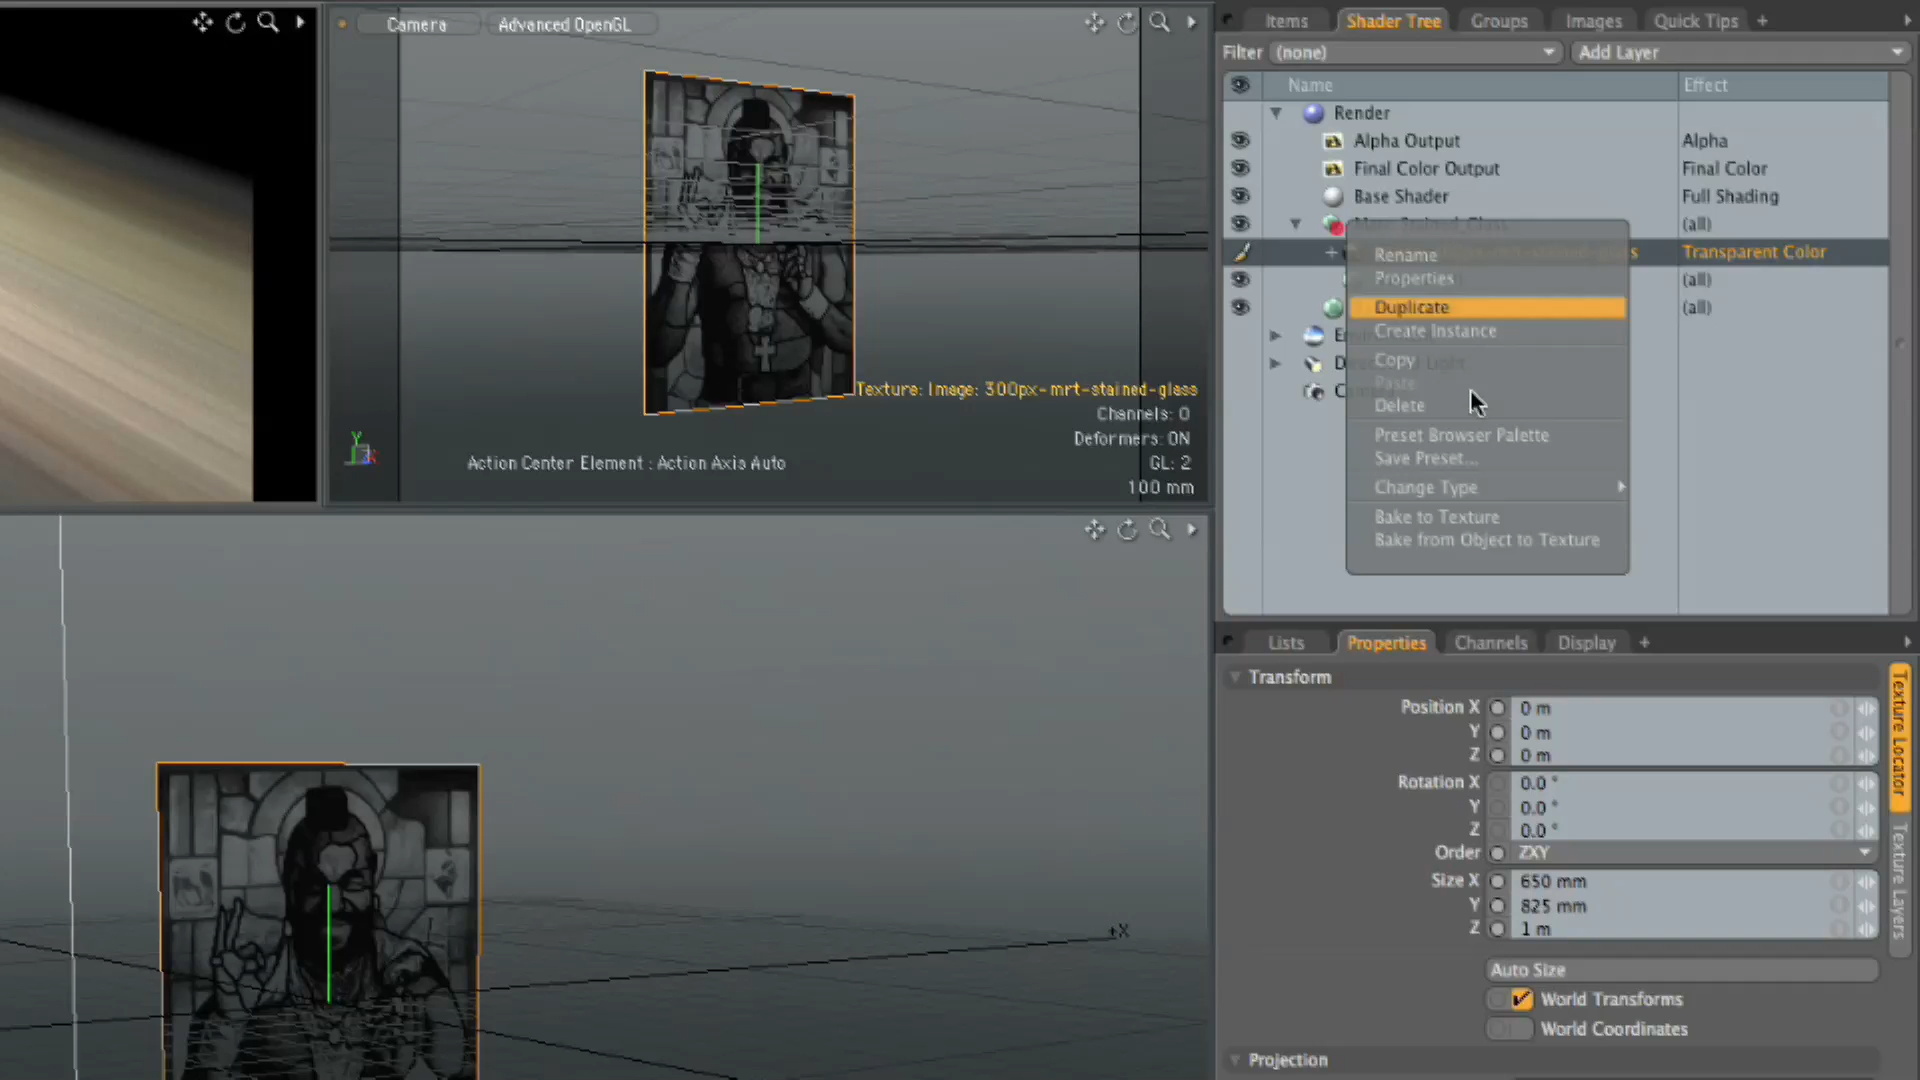 Camera
Advanced OpenGL
Texture: Image: 300px-mrt-stained-glass
Channels: 0
Deformers: ON
GL: 2
100 mm
Action Center Element : Action Axis Auto
Y
+X
Items
Shader Tree
Groups
Images
Quick Tips
+
Filter
(none)
Add Layer
Name
Effect
Render
Alpha Output
Alpha
Final Color Output
Final Color
Base Shader
Full Shading
(all)
Transparent Color
(all)
(all)
Rename
Properties
Duplicate
Create Instance
Copy
Paste
Delete
Preset Browser Palette
Save Preset...
Change Type
Bake to Texture
Bake from Object to Texture
Lists
Properties
Channels
Display
+
Transform
Position X
0 m
Y
0 m
Z
0 m
Rotation X
0.0 °
Y
0.0 °
Z
0.0 °
Order
ZXY
Size X
650 mm
Y
825 mm
Z
1 m
Auto Size
World Transforms
World Coordinates
Projection
Texture Locator
Texture Layers